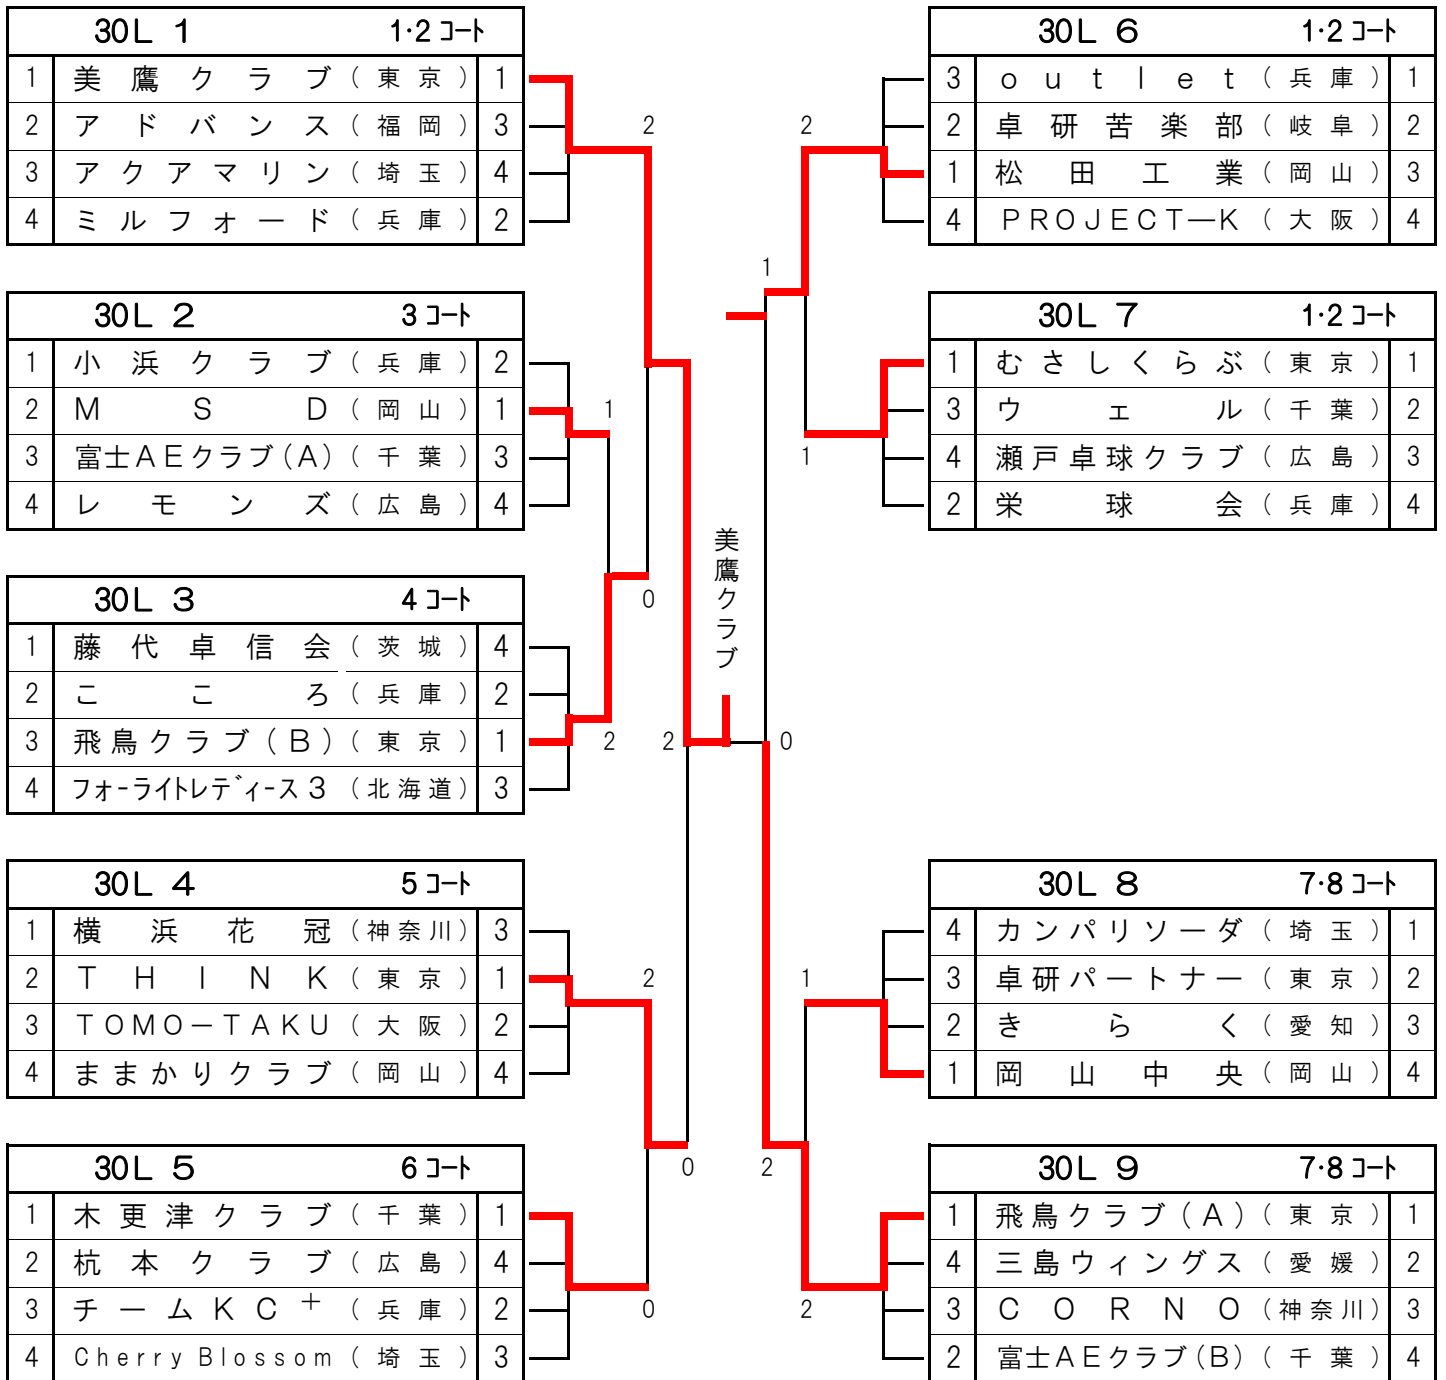 30L 1 1·2 コート
1 美鷹クラブ (東京) 1
2 アドバンス (福岡) 3
3 アクアマリン (埼玉) 4
4 ミルフォード (兵庫) 2
30L 2 3 コート
1 小浜クラブ (兵庫) 2
2 MSD (岡山) 1
3 富士AEクラブ(A) (千葉) 3
4 レモンズ (広島) 4
30L 3 4 コート
1 藤代卓信会 (茨城) 4
2 こころ (兵庫) 2
3 飛鳥クラブ(B) (東京) 1
4 フォーライトレディース3 (北海道) 3
30L 4 5 コート
1 横浜花冠 (神奈川) 3
2 THINK (東京) 1
3 TOMO－TAKU (大阪) 2
4 ままかりクラブ (岡山) 4
30L 5 6 コート
1 木更津クラブ (千葉) 1
2 杭本クラブ (広島) 4
3 チームKC+ (兵庫) 2
4 Cherry Blossom (埼玉) 3
2
1
0
2
2
2
0
0
美鷹クラブ
2
1
1
0
1
2
2
30L 6 1·2 コート
3 outlet (兵庫) 1
2 卓研苦楽部 (岐阜) 2
1 松田工業 (岡山) 3
4 PROJECT―K (大阪) 4
30L 7 1·2 コート
1 むさしくらぶ (東京) 1
3 ウェル (千葉) 2
4 瀬戸卓球クラブ (広島) 3
2 栄球会 (兵庫) 4
30L 8 7·8 コート
4 カンパリソーダ (埼玉) 1
3 卓研パートナー (東京) 2
2 きらく (愛知) 3
1 岡山中央 (岡山) 4
30L 9 7·8 コート
1 飛鳥クラブ(A) (東京) 1
4 三島ウィングス (愛媛) 2
3 CORNO (神奈川) 3
2 富士AEクラブ(B) (千葉) 4